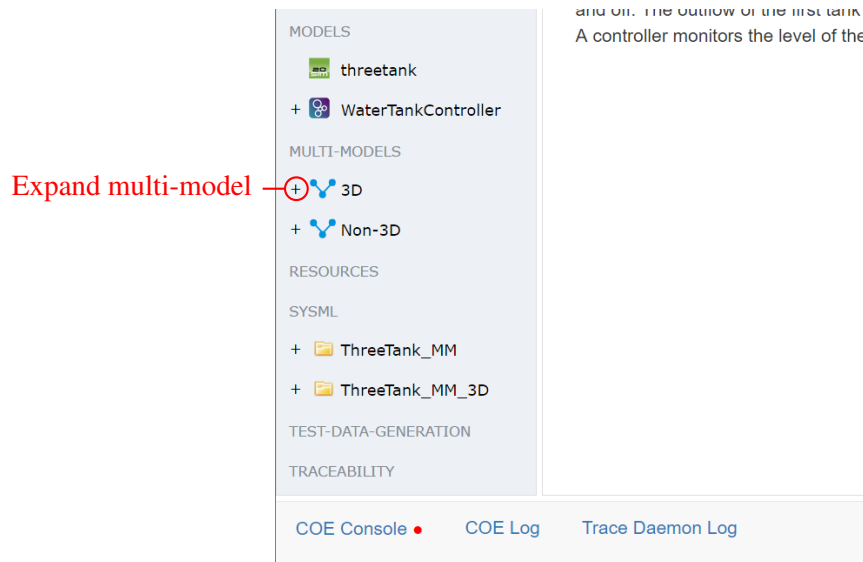 and off. The outflow of the first tank
MODELS
A controller monitors the level of the
threetank
+ WaterTankController
MULTI-MODELS
Expand multi-model
+ 3D
+ Non-3D
RESOURCES
SYSML
+ ThreeTank_MM
+ ThreeTank_MM_3D
TEST-DATA-GENERATION
TRACEABILITY
COE Console COE Log Trace Daemon Log